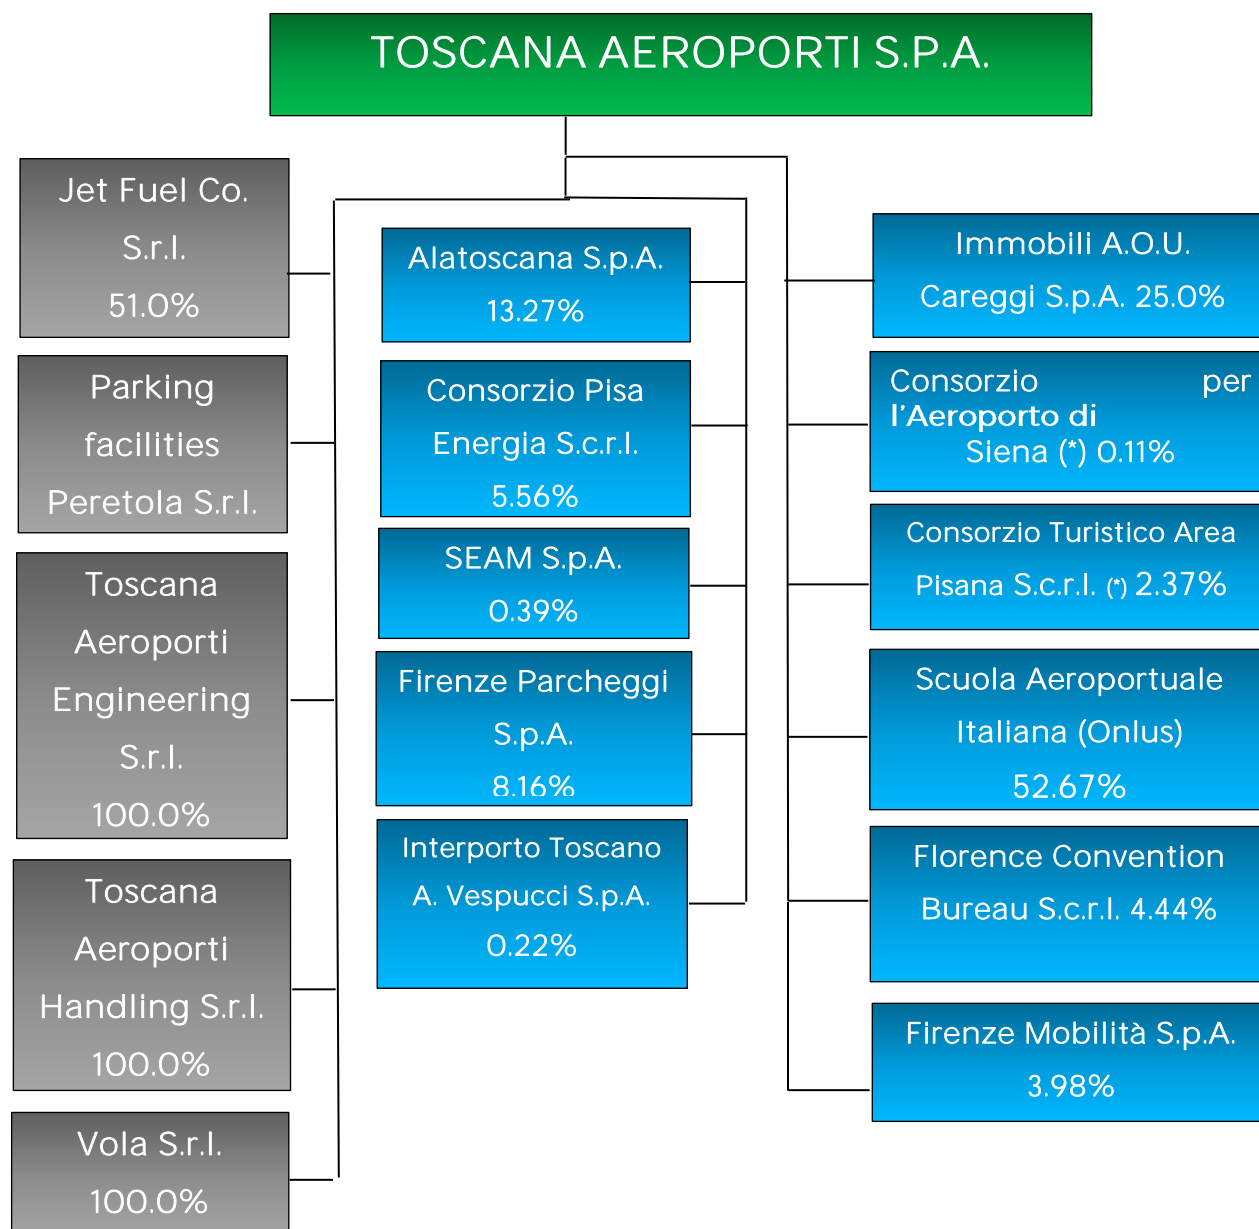 TOSCANA AEROPORTI S.P.A.
Jet Fuel Co.
S.r.l.
51.0%
Parking
facilities
Peretola S.r.l.
Toscana
Aeroporti
Engineering
S.r.l.
100.0%
Toscana
Aeroporti
Handling S.r.l.
100.0%
Vola S.r.l.
100.0%
Alatoscana S.p.A.
13.27%
Consorzio Pisa
Energia S.c.r.l.
5.56%
SEAM S.p.A.
0.39%
Firenze Parcheggi
S.p.A.
8.16%
Interporto Toscano
A. Vespucci S.p.A.
0.22%
Immobili A.O.U.
Careggi S.p.A. 25.0%
Consorzio per
l’Aeroporto di
Siena (*) 0.11%
Consorzio Turistico Area
Pisana S.c.r.l. (*) 2.37%
Scuola Aeroportuale
Italiana (Onlus)
52.67%
Florence Convention
Bureau S.c.r.l. 4.44%
Firenze Mobilità S.p.A.
3.98%